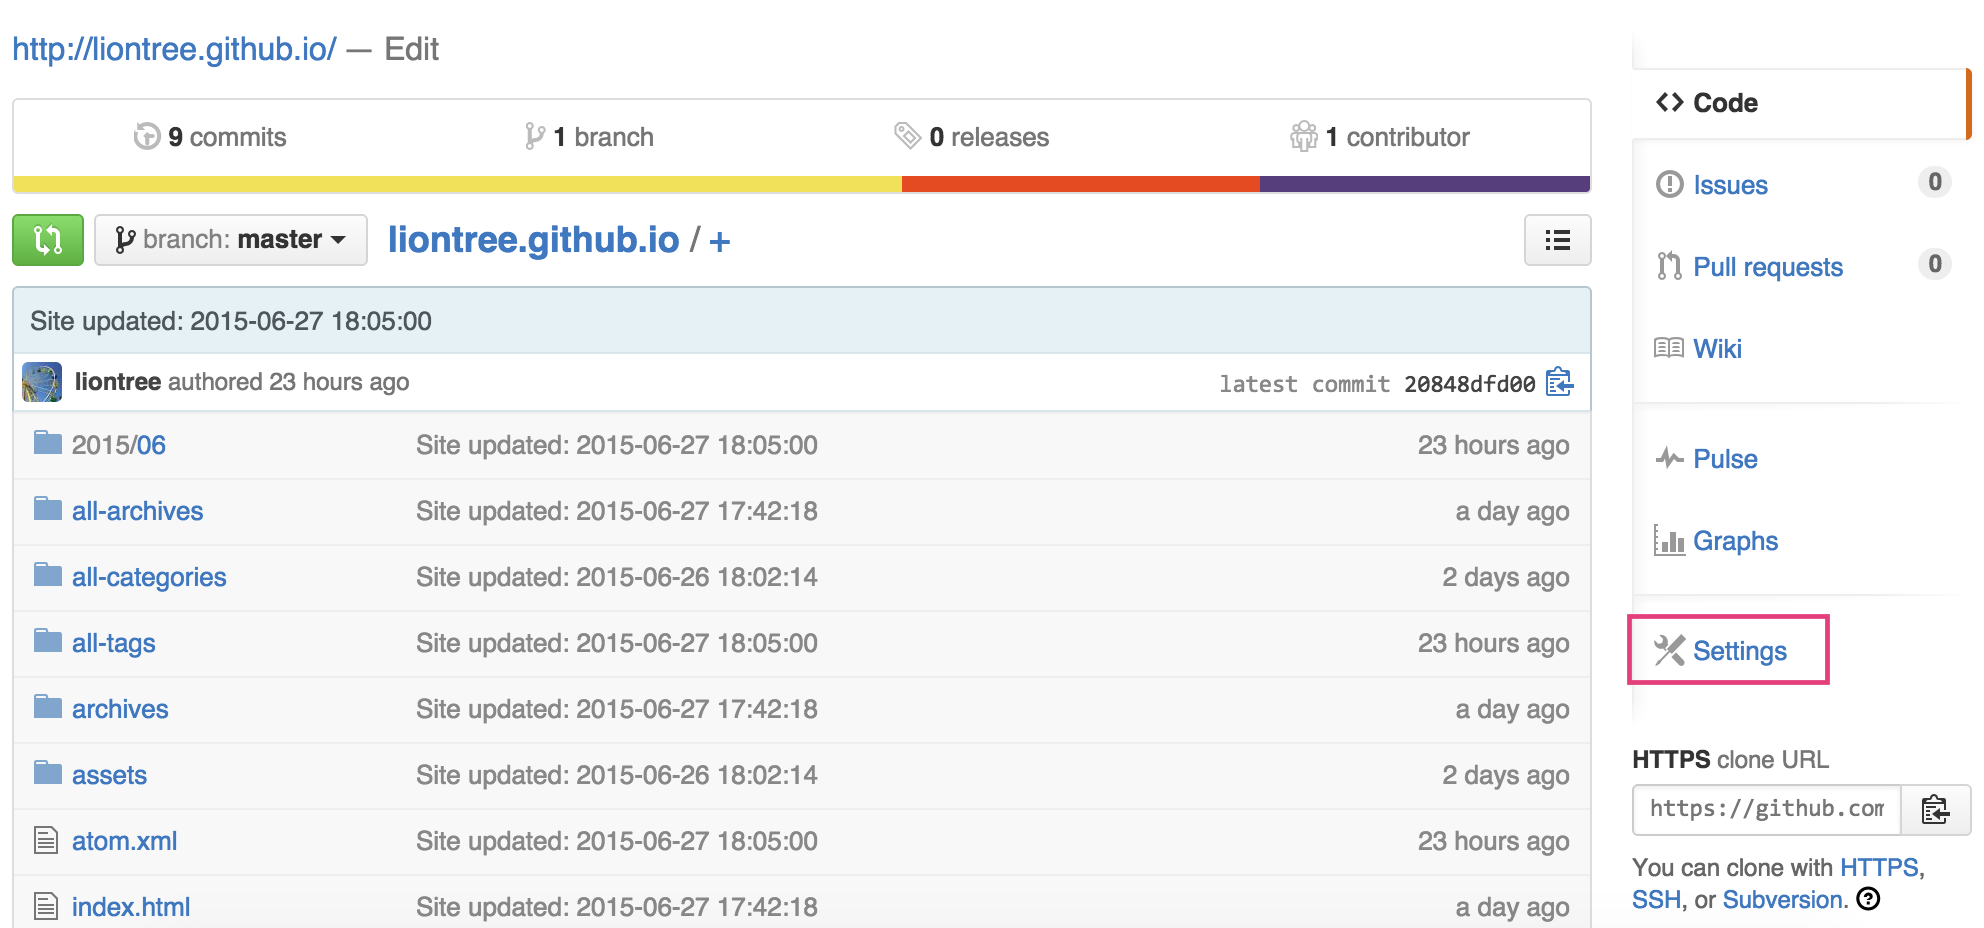 http://liontree.github.io/ — Edit
9 commits
1 branch
0 releases
1 contributor
branch: master
liontree.github.io / +
Site updated: 2015-06-27 18:05:00
liontree authored 23 hours ago
latest commit 20848dfd00
2015/06 Site updated: 2015-06-27 18:05:00 23 hours ago
all-archives Site updated: 2015-06-27 17:42:18 a day ago
all-categories Site updated: 2015-06-26 18:02:14 2 days ago
all-tags Site updated: 2015-06-27 18:05:00 23 hours ago
archives Site updated: 2015-06-27 17:42:18 a day ago
assets Site updated: 2015-06-26 18:02:14 2 days ago
atom.xml Site updated: 2015-06-27 18:05:00 23 hours ago
index.html Site updated: 2015-06-27 17:42:18 a day ago
Code
Issues 0
Pull requests 0
Wiki
Pulse
Graphs
Settings
HTTPS clone URL
https://github.com
You can clone with HTTPS,
SSH, or Subversion.